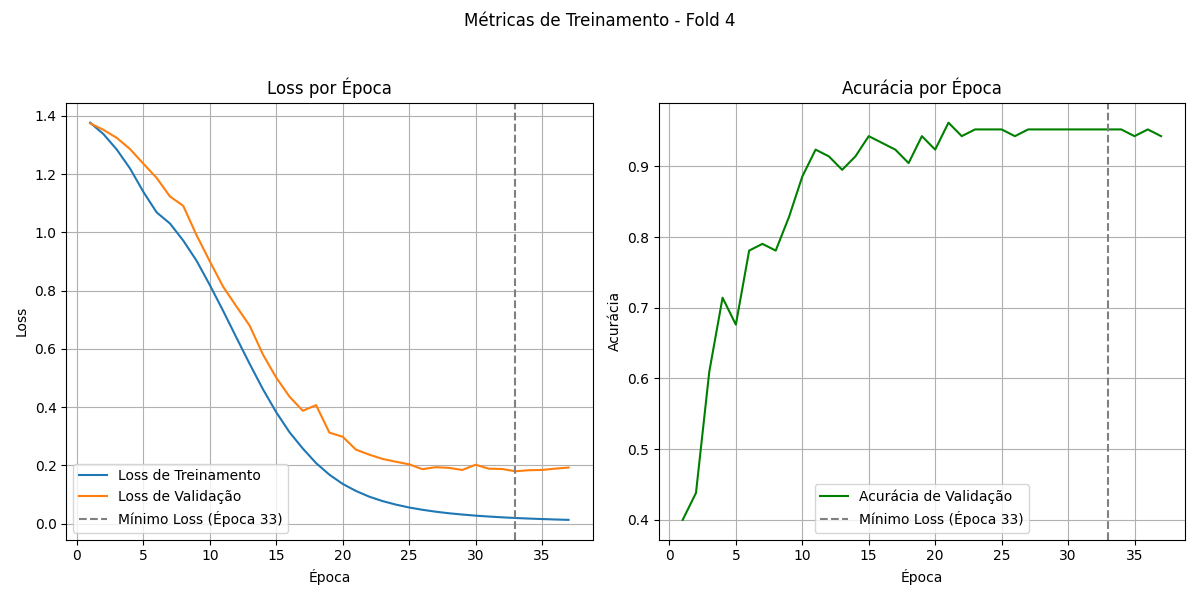 Métricas de Treinamento - Fold 4
Loss por Época
1.4
1.2
1.0
0.8
0.6
0.4
0.2
0.0
Loss
Loss de Treinamento
Loss de Validação
Mínimo Loss (Época 33)
0 5 10 15 20 25 30 35
Época
Acurácia por Época
0.9
0.8
0.7
0.6
0.5
0.4
Acurácia
Acurácia de Validação
Mínimo Loss (Época 33)
0 5 10 15 20 25 30 35
Época